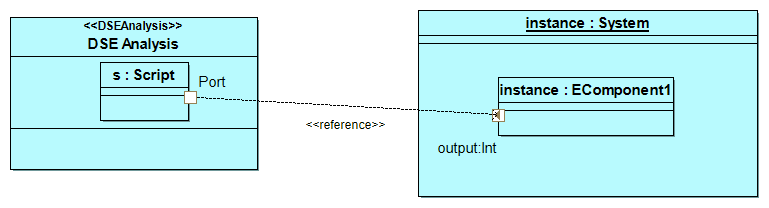 <<DSEAnalysis>>
DSE Analysis
s : Script
Port
<<reference>>
instance : System
instance : EComponent1
output:Int